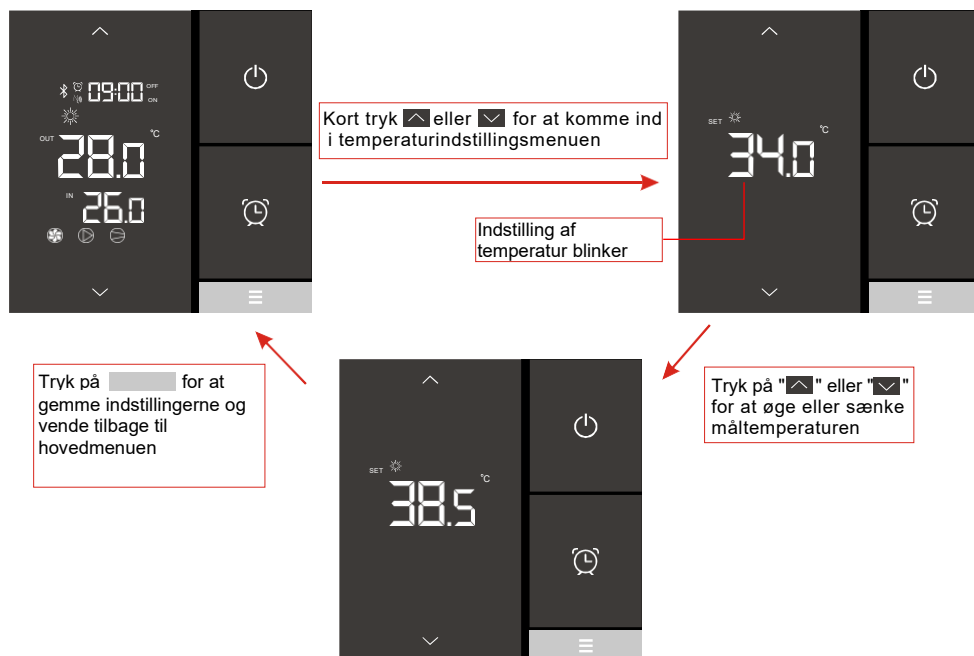 09:00 OFF
ON
OUT 28.0 °C
IN 26.0
Kort tryk eller for at komme ind
i temperaturindstillingsmenuen
SET 34.0 °C
Indstilling af
temperatur blinker
Tryk på " " eller " "
for at øge eller sænke
måltemperaturen
SET 38.5 °C
Tryk på for at
gemme indstillingerne og
vende tilbage til
hovedmenuen